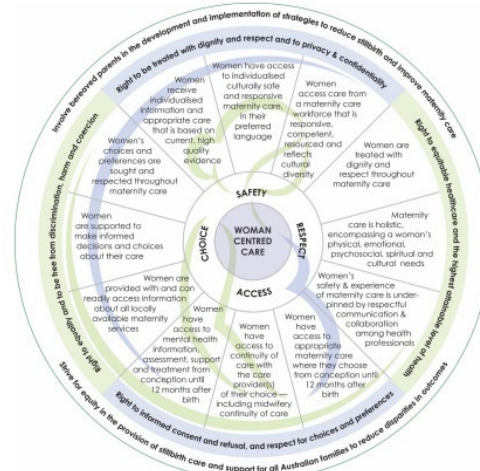 Involve bereaved parents in the development and implementation of strategies to reduce stillbirth and improve maternity care
Right to be treated with dignity and respect and to privacy & confidentiality
Right to equitable healthcare and the highest attainable level of health
Right to informed consent and refusal, and respect for choices and preferences
Right to equality and to be free from discrimination, harm and coercion
Strive for equity in the provision of stillbirth care and support for all Australian families to reduce disparities in outcomes
Women have access
to individualised
culturally safe
and responsive
maternity care,
in their
preferred
language
Women
access care from
a maternity care
workforce that is
responsive,
competent,
resourced and
reflects
cultural
diversity
Women
are treated
with
dignity and
respect throughout
maternity care
Maternity
care is holistic,
encompassing a woman's
physical, emotional,
psychosocial, spiritual and
cultural needs
Women's
safety & experience
of maternity care is under-
pinned by respectful
communication &
collaboration
among health
professionals
Women
have
access to
appropriate
maternity care
where they choose
from conception until
12 months after
birth
Women
have
access to
continuity of
care with
the care
provider(s)
of their choice —
including midwifery
continuity of care
Women
have
access to
mental health
information,
assessment, support
and treatment from
conception until
12 months after
birth
Women are
provided with and can
readily access information
about all locally
available maternity
services
Women
are supported to
make informed
decisions and choices
about their care
Women's
choices and
preferences are
sought and
respected throughout
maternity care
Women
receive
individualised
information and
appropriate care
that is based on
current, high
quality
evidence
SAFETY
RESPECT
ACCESS
CHOICE
WOMAN
CENTRED
CARE